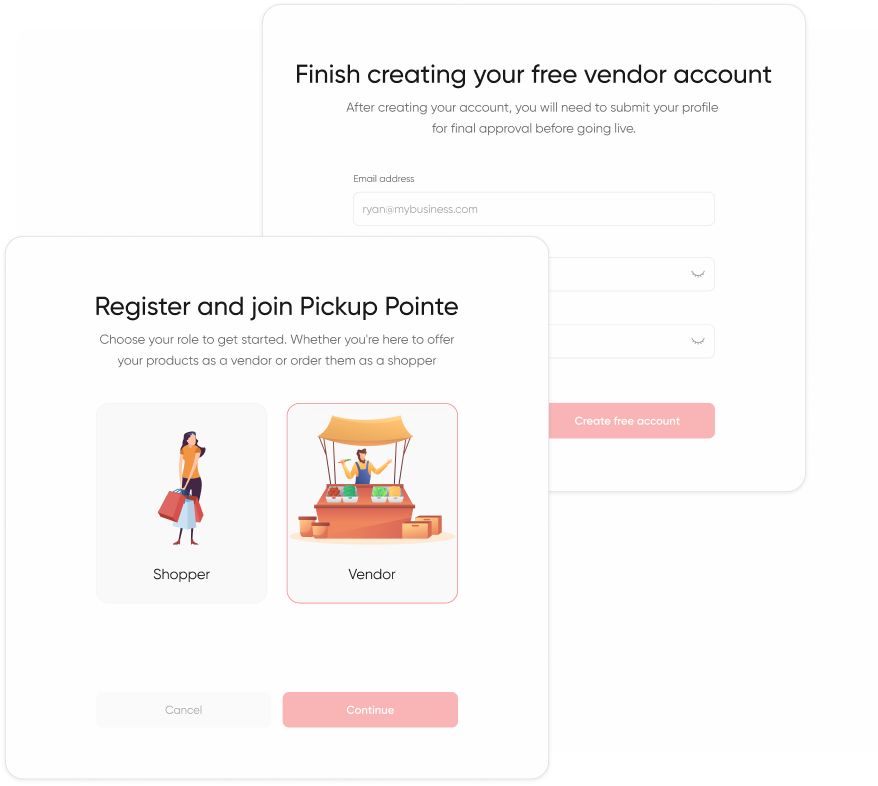 Finish creating your free vendor account
After creating your account, you will need to submit your profile
for final approval before going live.
Email address
ryan@mybusiness.com
Create free account
Register and join Pickup Pointe
Choose your role to get started. Whether you're here to offer
your products as a vendor or order them as a shopper
Shopper
Vendor
Cancel
Continue